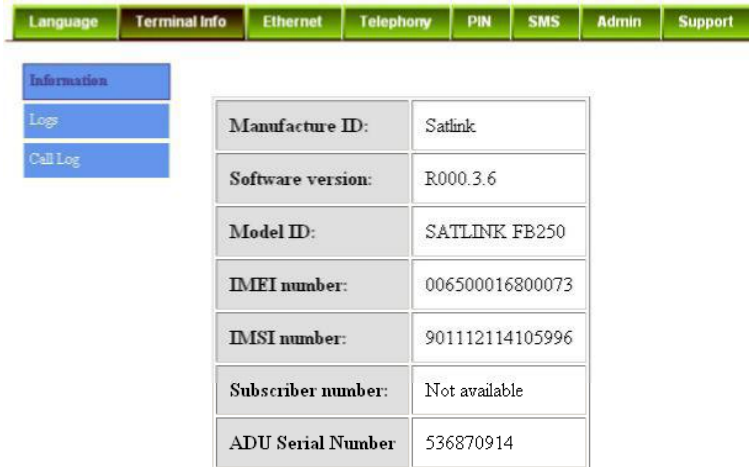 Language Terminal Info Ethernet Telephony PIN SMS Admin Support
Information
Logs
Call Log
Manufacture ID: Satlink
Software version: R000.3.6
Model ID: SATLINK FB250
IMEI number: 006500016800073
IMSI number: 901112114105996
Subscriber number: Not available
ADU Serial Number 536870914